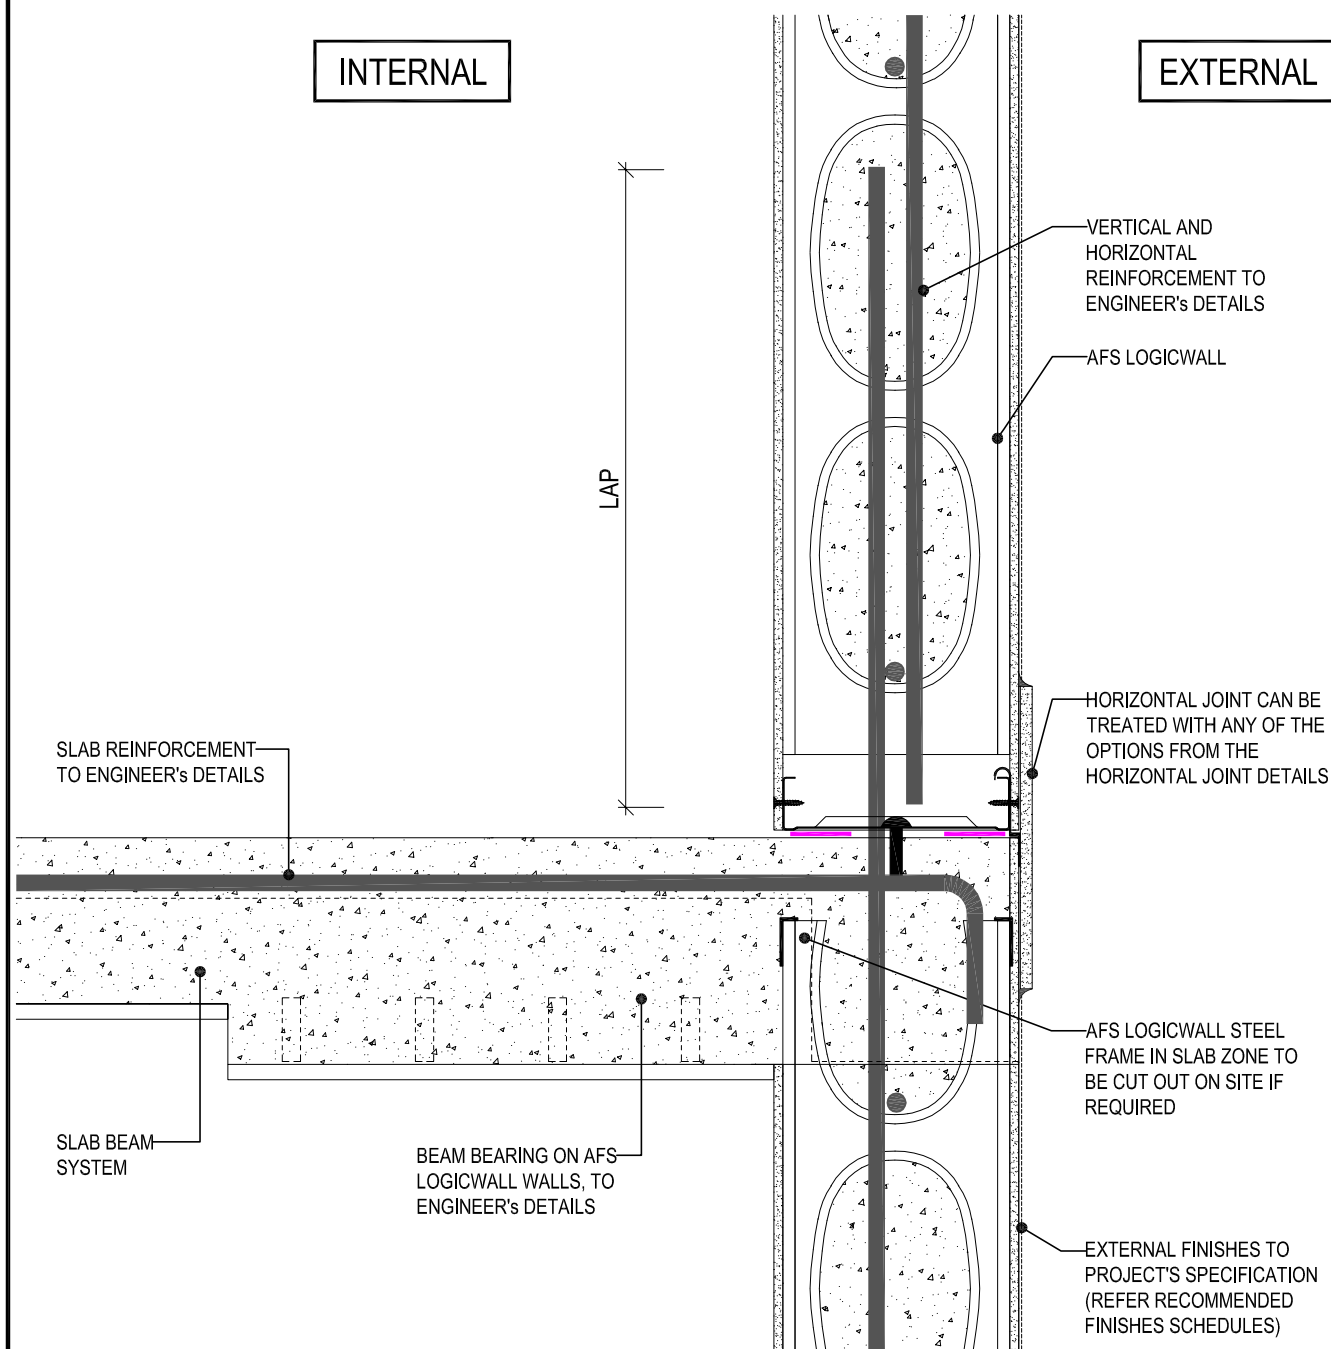 INTERNAL
EXTERNAL
VERTICAL AND
HORIZONTAL
REINFORCEMENT TO
ENGINEER's DETAILS
AFS LOGICWALL
LAP
HORIZONTAL JOINT CAN BE
TREATED WITH ANY OF THE
OPTIONS FROM THE
HORIZONTAL JOINT DETAILS
SLAB REINFORCEMENT
TO ENGINEER's DETAILS
AFS LOGICWALL STEEL
FRAME IN SLAB ZONE TO
BE CUT OUT ON SITE IF
REQUIRED
SLAB BEAM
SYSTEM
BEAM BEARING ON AFS
LOGICWALL WALLS, TO
ENGINEER's DETAILS
EXTERNAL FINISHES TO
PROJECT'S SPECIFICATION
(REFER RECOMMENDED
FINISHES SCHEDULES)